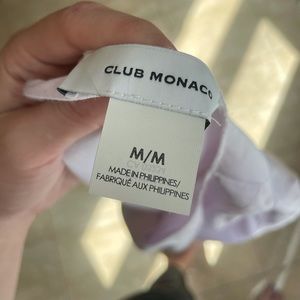 CLUB MONACO
M/M
MADE IN PHILIPPINES/
FABRIQUÉ AUX PHILIPPINES